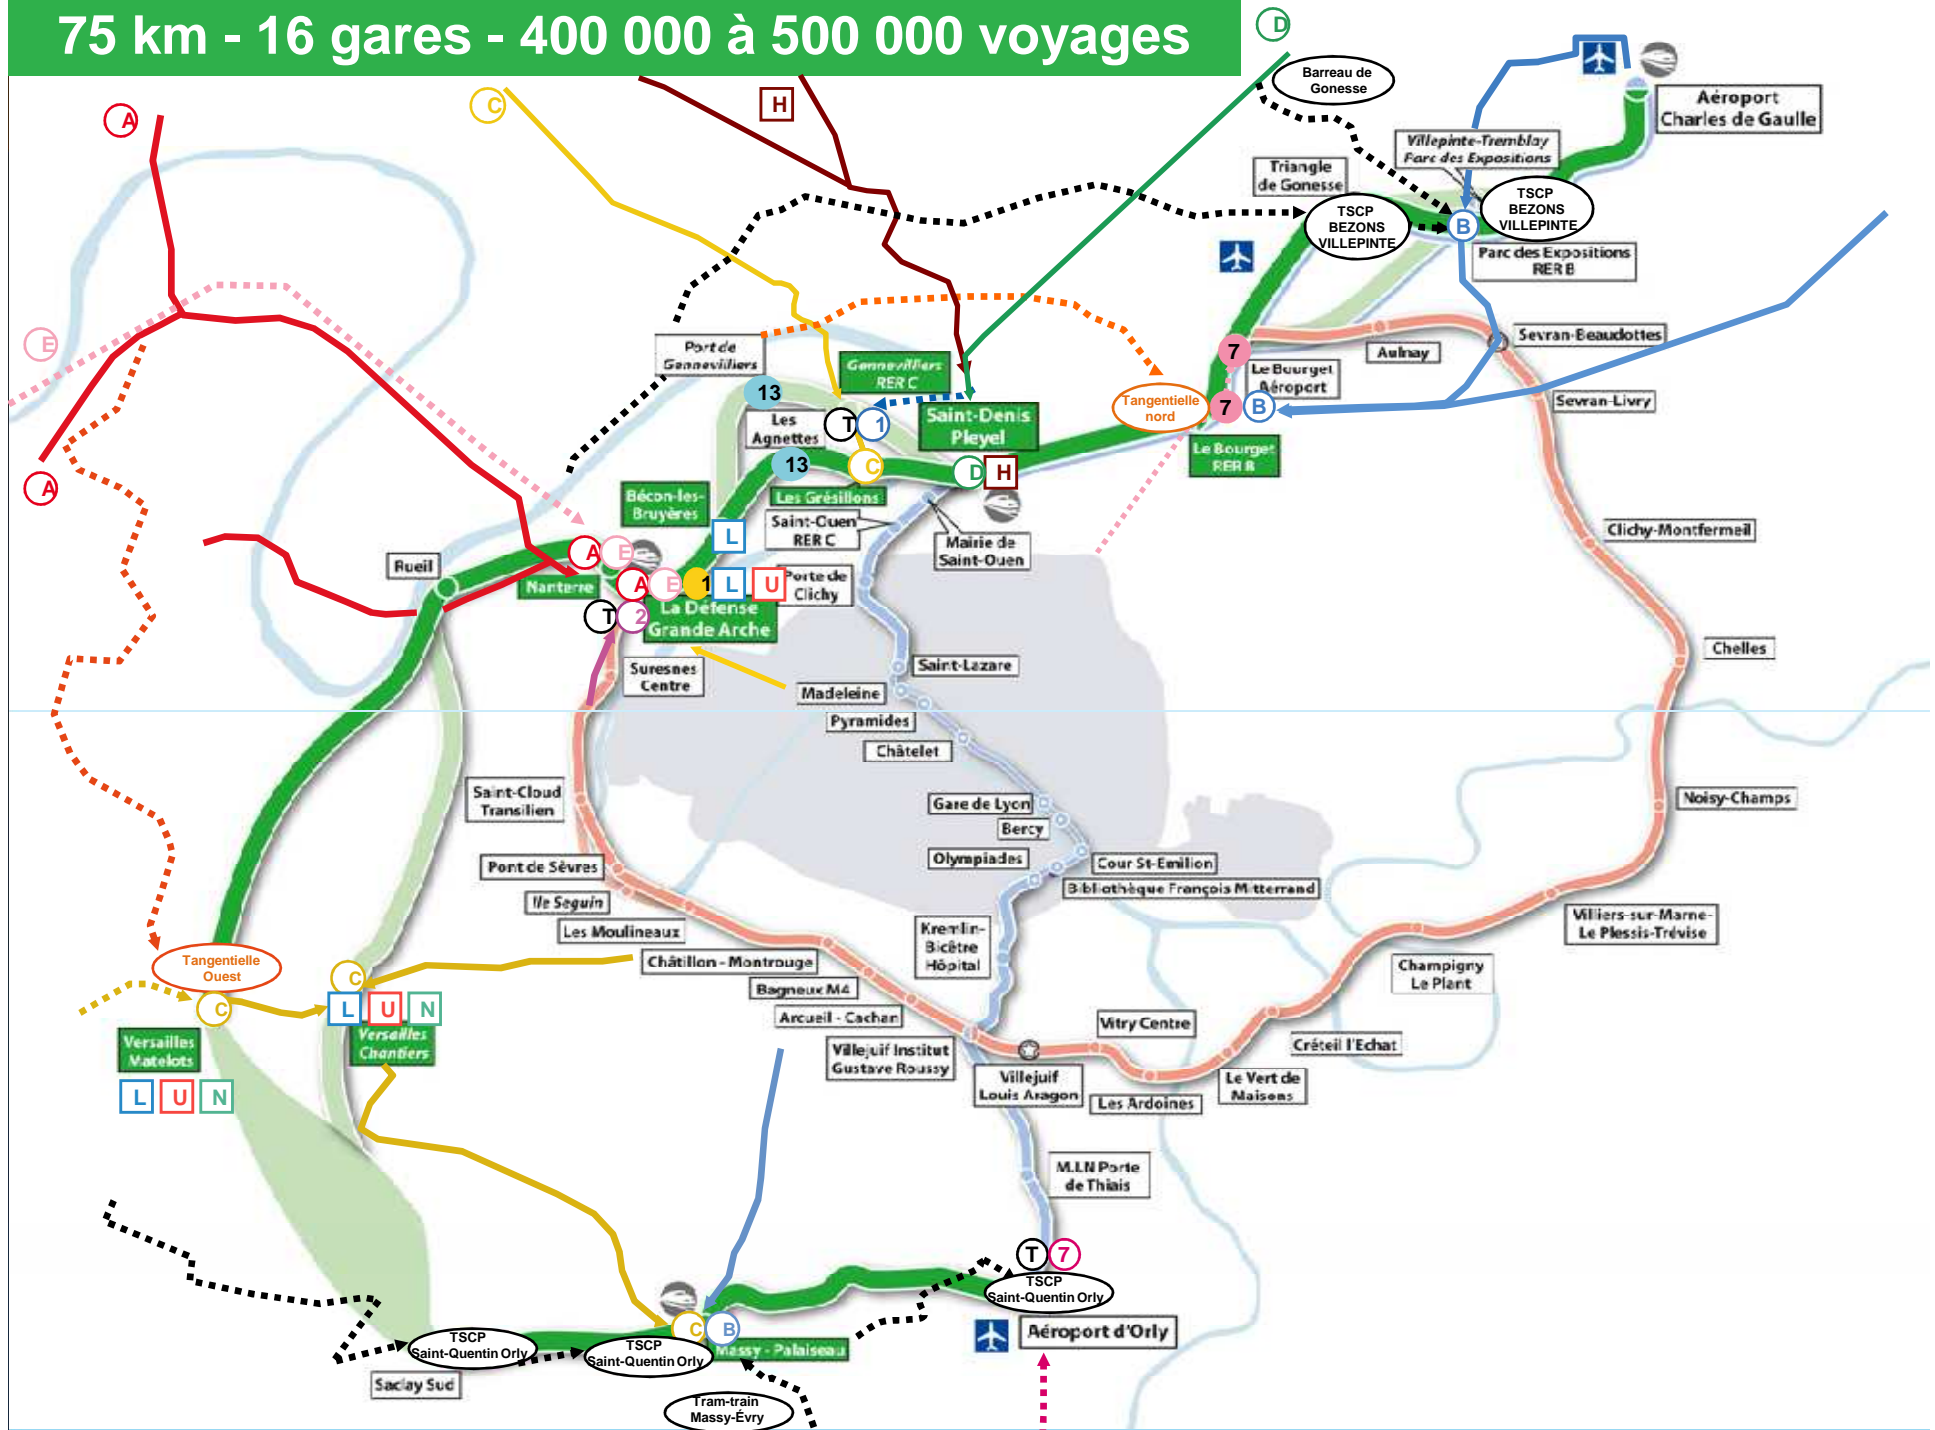 75 km - 16 gares - 400 000 à 500 000 voyages
D
Barreau de
Gonesse
A
C
H
Aéroport
Charles de Gaulle
Villepinte-Tremblay
Parc des Expositions
Triangle
de Gonesse
TSCP
BEZONS
VILLEPINTE
TSCP
BEZONS
VILLEPINTE
B
Parc des Expositions
RER B
E
Port de
Gennevilliers
Gennevilliers
RER C
7
Aulnay
Sevran-Beaudottes
Le Bourget
Aéroport
Sevran-Livry
13
Les
Agnettes
T 1
Saint-Denis
Pleyel
Tangentielle
nord
7 B
Le Bourget
RER B
A
13
C
D H
Les Grésillons
Bécon-les-
Bruyères
L
Saint-Ouen
RER C
Mairie de
Saint-Ouen
Clichy-Montfermeil
Rueil
A E
Nanterre
A E 1 L U
Porte de
Clichy
T 2
La Défense
Grande Arche
Suresnes
Centre
Saint-Lazare
Chelles
Madeleine
Pyramides
Châtelet
Saint-Cloud
Transilien
Gare de Lyon
Bercy
Noisy-Champs
Pont de Sèvres
Olympiades
Cour St-Emilion
Bibliothèque François Mitterrand
Ile Seguin
Les Moulineaux
Kremlin-
Bicêtre
Hôpital
Villiers-sur-Marne-
Le Plessis-Trévise
Châtillon - Montrouge
Tangentielle
Ouest
C
C
L U N
Bagneux M4
Champigny
Le Plant
Arcueil - Cachan
Versailles
Matelots
Versailles
Chantiers
Vitry Centre
Créteil l'Echat
Villejuif Institut
Gustave Roussy
Villejuif
Louis Aragon
Les Ardoines
Le Vert de
Maisons
L U N
M.I.N Porte
de Thiais
T 7
TSCP
Saint-Quentin Orly
C B
TSCP
Saint-Quentin Orly
TSCP
Saint-Quentin Orly
Massy - Palaiseau
Aéroport d'Orly
Saclay Sud
Tram-train
Massy-Évry